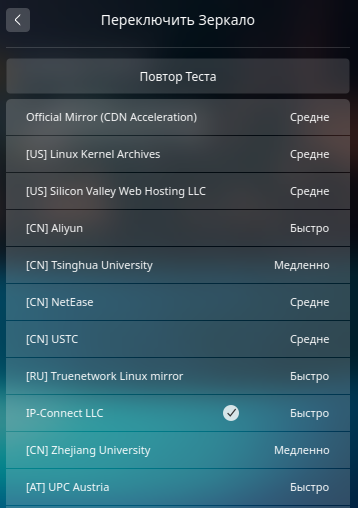 Переключить Зеркало
Повтор Теста
Official Mirror (CDN Acceleration) Средне
[US] Linux Kernel Archives Средне
[US] Silicon Valley Web Hosting LLC Средне
[CN] Aliyun Быстро
[CN] Tsinghua University Медленно
[CN] NetEase Средне
[CN] USTC Средне
[RU] Truenetwork Linux mirror Быстро
IP-Connect LLC Быстро
[CN] Zhejiang University Медленно
[AT] UPC Austria Быстро